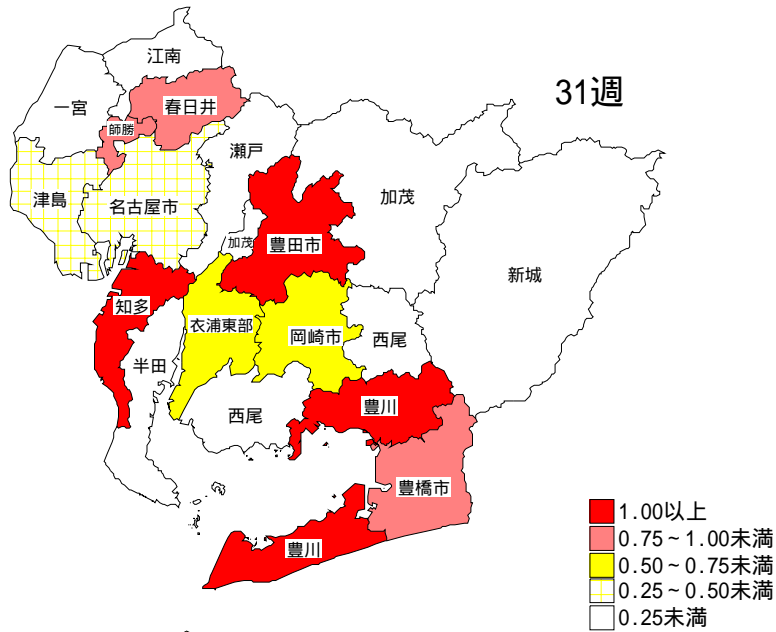 江南
31週
一宮
春日井
師勝
瀬戸
津島
名古屋市
加茂
加茂
豊田市
新城
知多
衣浦東部
岡崎市
西尾
半田
西尾
豊川
豊橋市
豊川
1.00以上
0.75~1.00未満
0.50~0.75未満
0.25~0.50未満
0.25未満